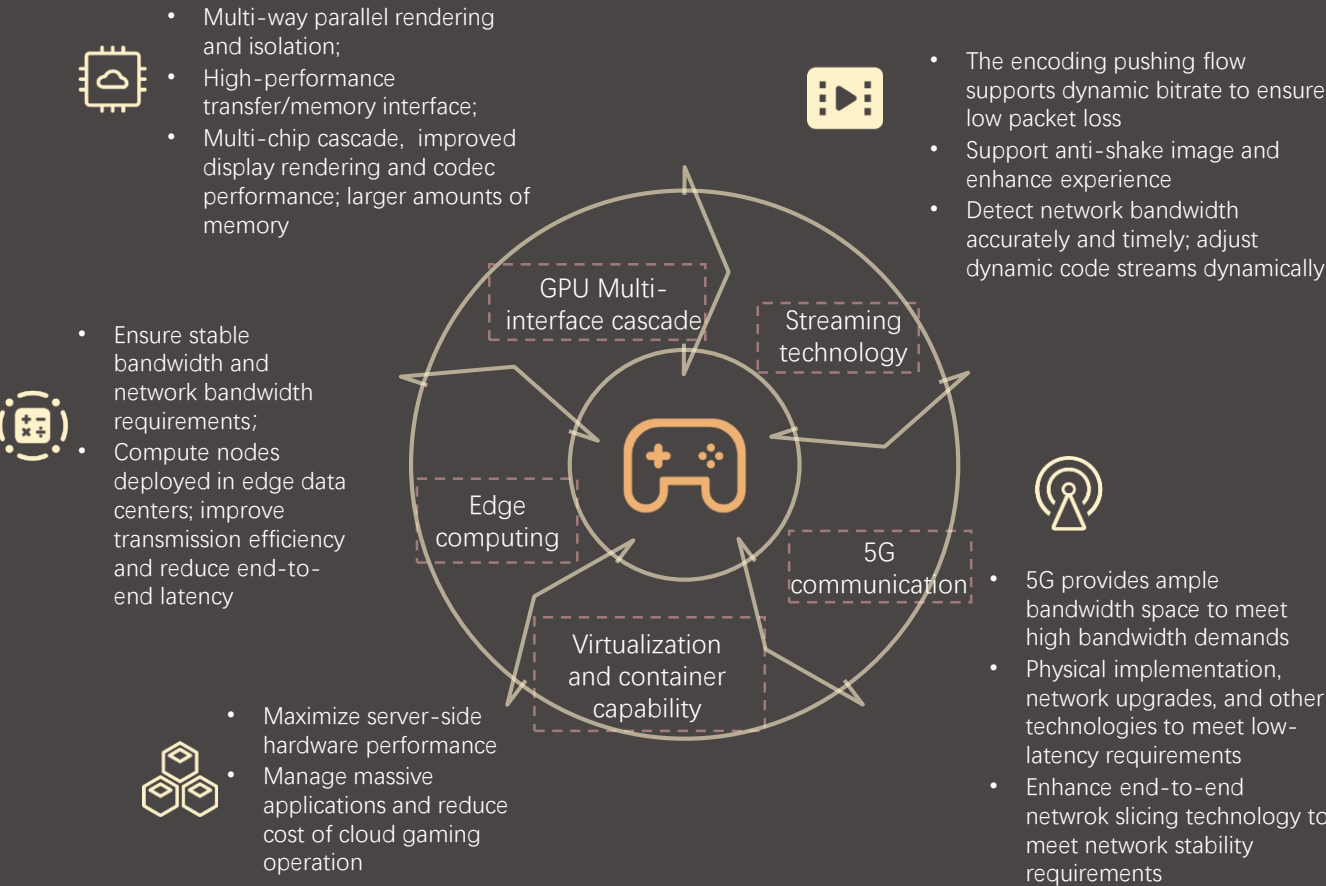 • Multi-way parallel rendering
and isolation;
• High-performance
transfer/memory interface;
• Multi-chip cascade, improved
display rendering and codec
performance; larger amounts of
memory
• The encoding pushing flow
supports dynamic bitrate to ensure
low packet loss
• Support anti-shake image and
enhance experience
• Detect network bandwidth
accurately and timely; adjust
dynamic code streams dynamically
GPU Multi-
interface cascade
Streaming
technology
• Ensure stable
bandwidth and
network bandwidth
requirements;
• Compute nodes
deployed in edge data
centers; improve
transmission efficiency
and reduce end-to-
end latency
Edge
computing
5G
communication
Virtualization
and container
capability
• 5G provides ample
bandwidth space to meet
high bandwidth demands
• Physical implementation,
network upgrades, and other
technologies to meet low-
latency requirements
• Enhance end-to-end
netwrok slicing technology to
meet network stability
requirements
• Maximize server-side
hardware performance
• Manage massive
applications and reduce
cost of cloud gaming
operation